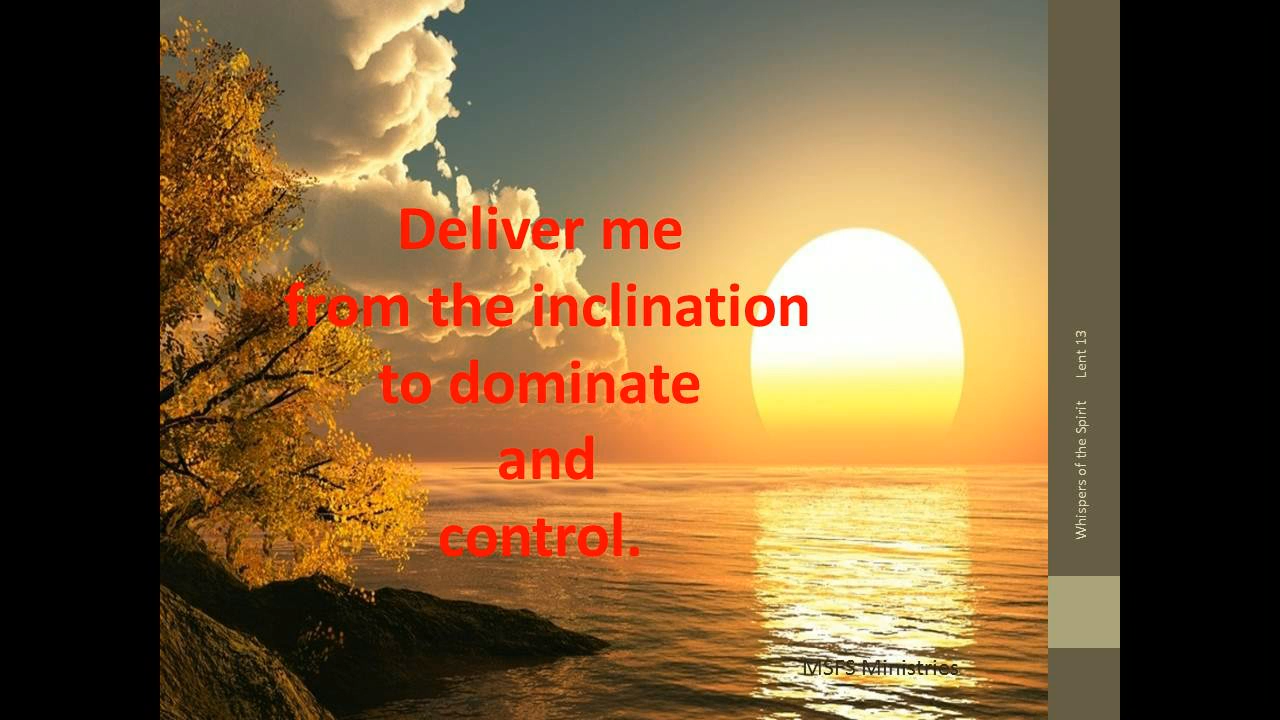 Deliver me
from the inclination
to dominate
and
control.
Whispers of the Spirit Lent 13
MSFS Ministries